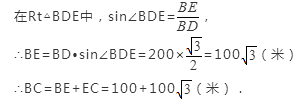 在Rt△BDE中，sin∠BDE=BE/BD，
∴BE=BD•sin∠BDE=200×√3/2=100√3（米）
∴BC=BE+EC=100+100√3（米）．